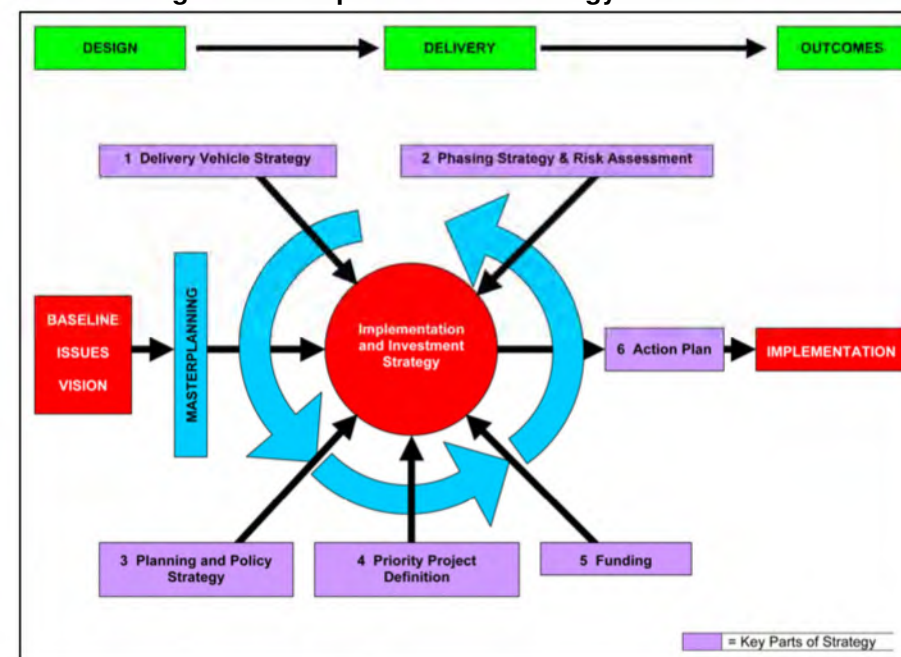 DESIGN
DELIVERY
OUTCOMES
1 Delivery Vehicle Strategy
2 Phasing Strategy & Risk Assessment
BASELINE
ISSUES
VISION
MASTERPLANNING
Implementation
and Investment
Strategy
6 Action Plan
IMPLEMENTATION
3 Planning and Policy
Strategy
4 Priority Project
Definition
5 Funding
= Key Parts of Strategy